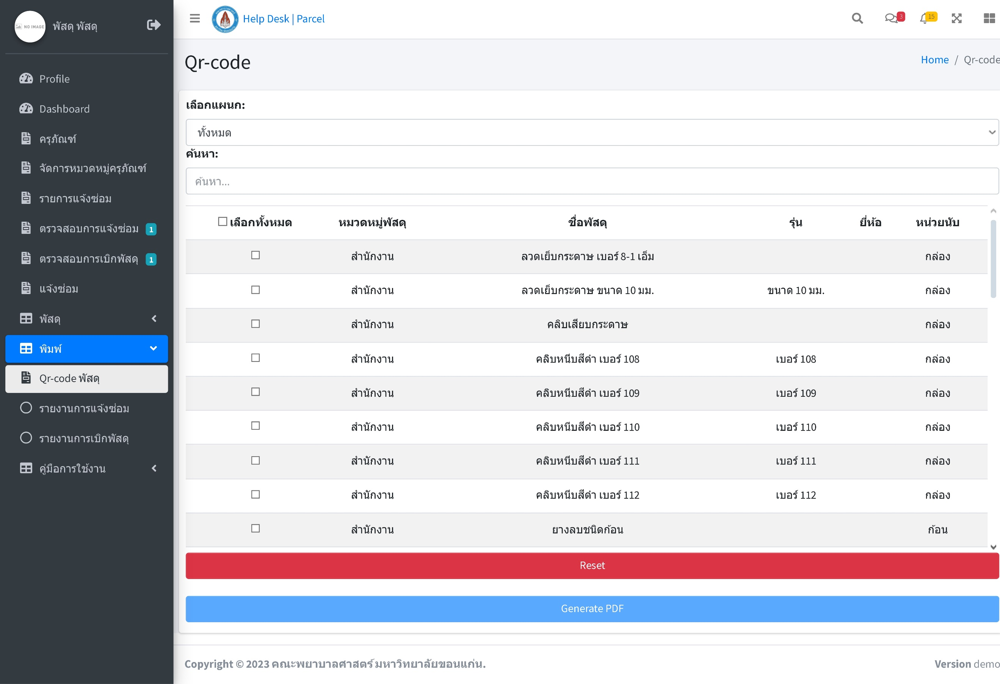 NO IMAGE
พัสดุ พัสดุ
Profile
Dashboard
ครุภัณฑ์
จัดการหมวดหมู่ครุภัณฑ์
รายการแจ้งซ่อม
ตรวจสอบการแจ้งซ่อม 1
ตรวจสอบการเบิกพัสดุ 1
แจ้งซ่อม
พัสดุ
พิมพ์
Qr-code พัสดุ
รายงานการแจ้งซ่อม
รายงานการเบิกพัสดุ
คู่มือการใช้งาน
Help Desk | Parcel
3
15
Qr-code
Home / Qr-code
เลือกแผนก:
ทั้งหมด
ค้นหา:
ค้นหา...
เลือกทั้งหมด หมวดหมู่พัสดุ ชื่อพัสดุ รุ่น ยี่ห้อ หน่วยนับ
สำนักงาน ลวดเย็บกระดาษ เบอร์ 8-1 เอ็ม กล่อง
สำนักงาน ลวดเย็บกระดาษ ขนาด 10 มม. ขนาด 10 มม. กล่อง
สำนักงาน คลิบเสียบกระดาษ กล่อง
สำนักงาน คลิบหนีบสีดำ เบอร์ 108 เบอร์ 108 กล่อง
สำนักงาน คลิบหนีบสีดำ เบอร์ 109 เบอร์ 109 กล่อง
สำนักงาน คลิบหนีบสีดำ เบอร์ 110 เบอร์ 110 กล่อง
สำนักงาน คลิบหนีบสีดำ เบอร์ 111 เบอร์ 111 กล่อง
สำนักงาน คลิบหนีบสีดำ เบอร์ 112 เบอร์ 112 กล่อง
สำนักงาน ยางลบชนิดก้อน ก้อน
Reset
Generate PDF
Copyright © 2023 คณะพยาบาลศาสตร์ มหาวิทยาลัยขอนแก่น.
Version demo